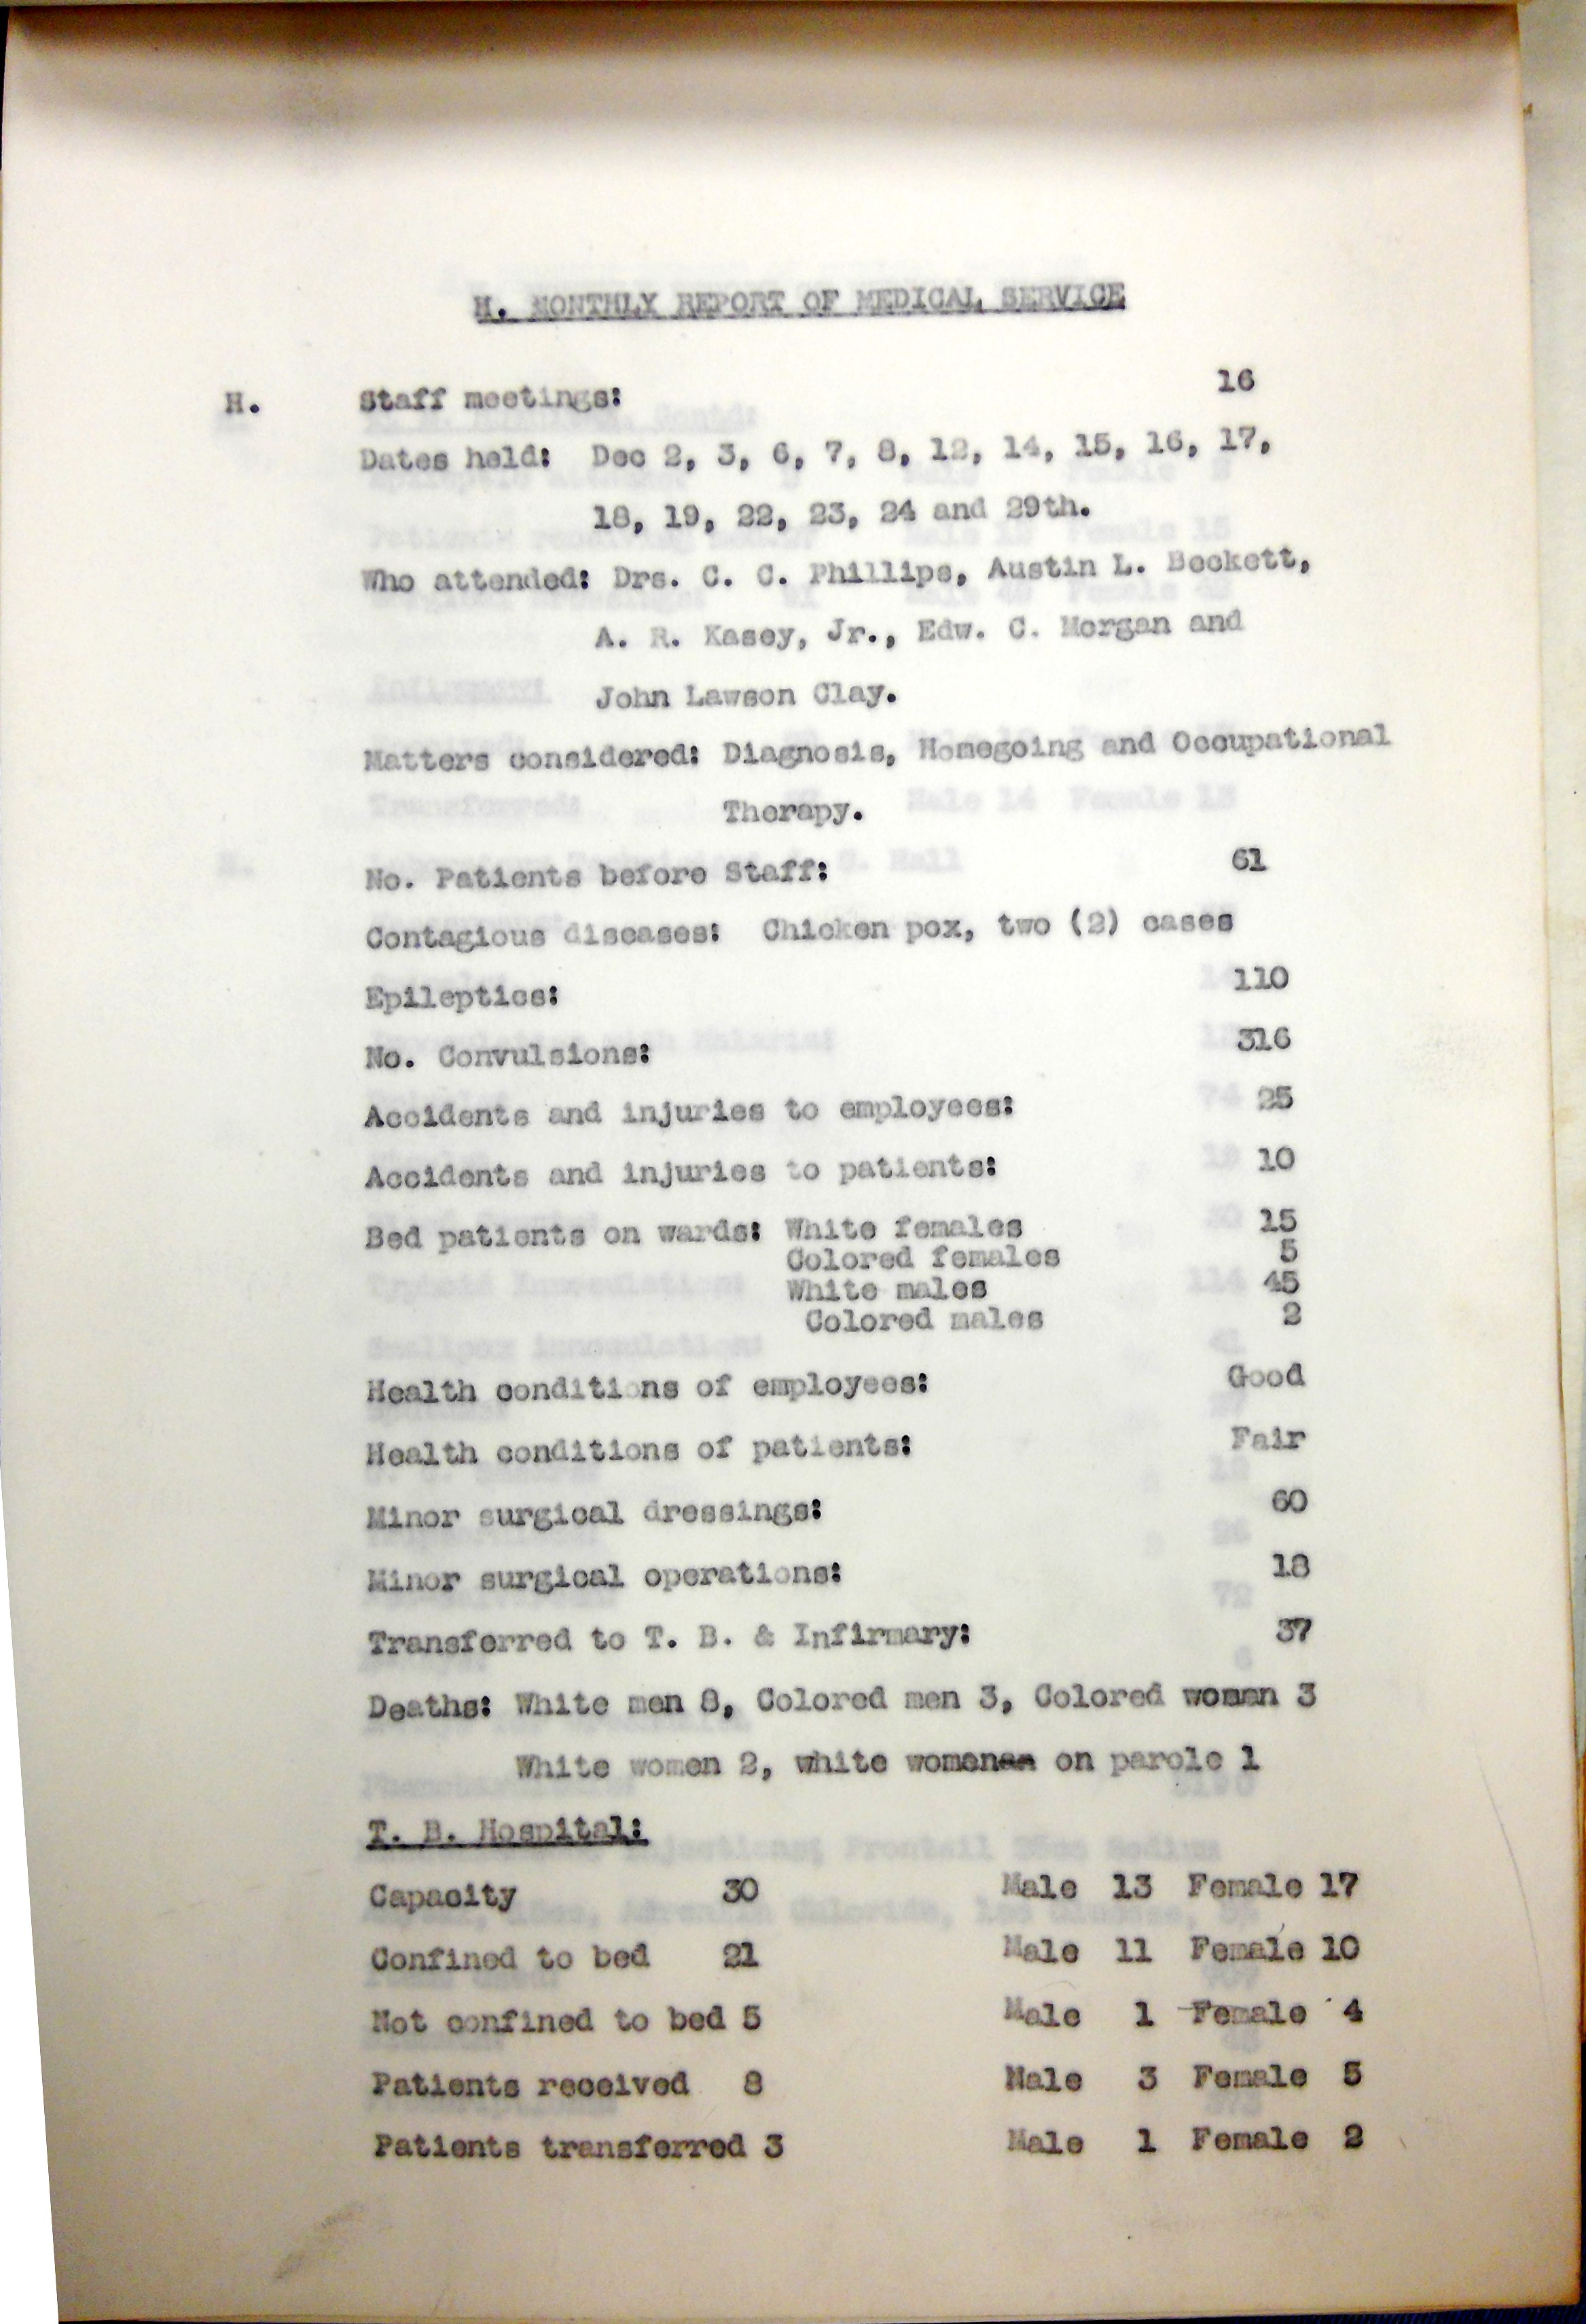 H. MONTHLY REPORT OF MEDICAL SERVICE
H. Staff meetings: 16
Dates held: Dec 2, 3, 6, 7, 8, 12, 14, 15, 16, 17,
18, 19, 22, 23, 24 and 29th.
Who attended: Drs. C. C. Phillips, Austin L. Beckett,
A. R. Kasey, Jr., Edw. C. Morgan and
John Lawson Clay.
Matters considered: Diagnosis, Homegoing and Occupational
Therapy.
No. Patients before Staff: 61
Contagious diseases: Chicken pox, two (2) cases
Epileptics: 110
No. Convulsions: 316
Accidents and injuries to employees: 25
Accidents and injuries to patients: 10
Bed patients on wards: White females 15
Colored females 5
White males 45
Colored males 2
Health conditions of employees: Good
Health conditions of patients: Fair
Minor surgical dressings: 60
Minor surgical operations: 18
Transferred to T. B. & Infirmary: 37
Deaths: White men 8, Colored men 3, Colored women 3
White women 2, white women on parole 1
T. B. Hospital:
Capacity 30 Male 13 Female 17
Confined to bed 21 Male 11 Female 10
Not confined to bed 5 Male 1 Female 4
Patients received 8 Male 3 Female 5
Patients transferred 3 Male 1 Female 2